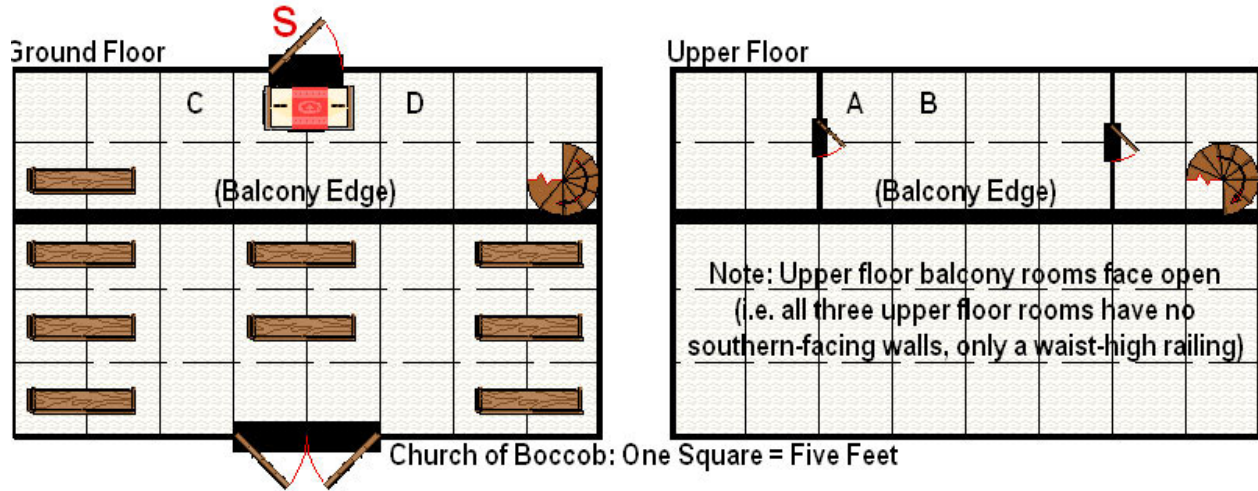 S
Ground Floor
Upper Floor
C
D
A
B
(Balcony Edge)
(Balcony Edge)
Note: Upper floor balcony rooms face open
(i.e. all three upper floor rooms have no
southern-facing walls, only a waist-high railing)
Church of Boccob: One Square = Five Feet